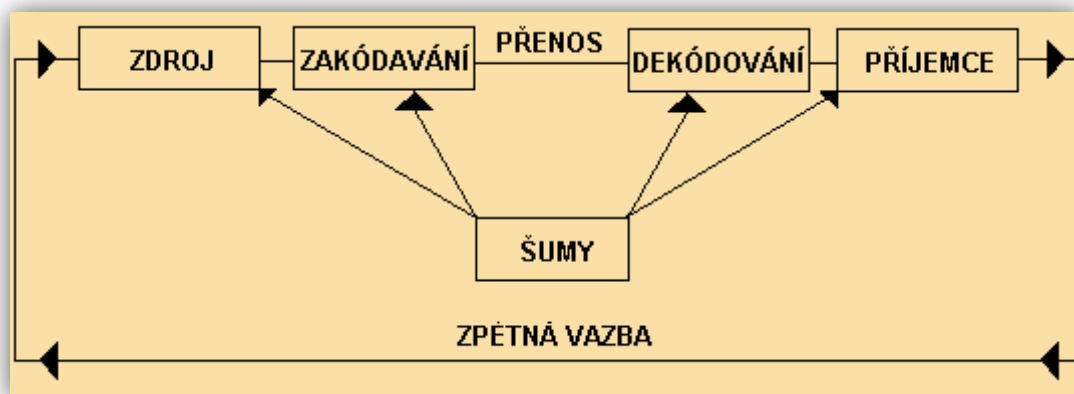 ZDROJ
ZAKÓDAVÁNÍ
PŘENOS
DEKÓDOVÁNÍ
PŘÍJEMCE
ŠUMY
ZPĚTNÁ VAZBA